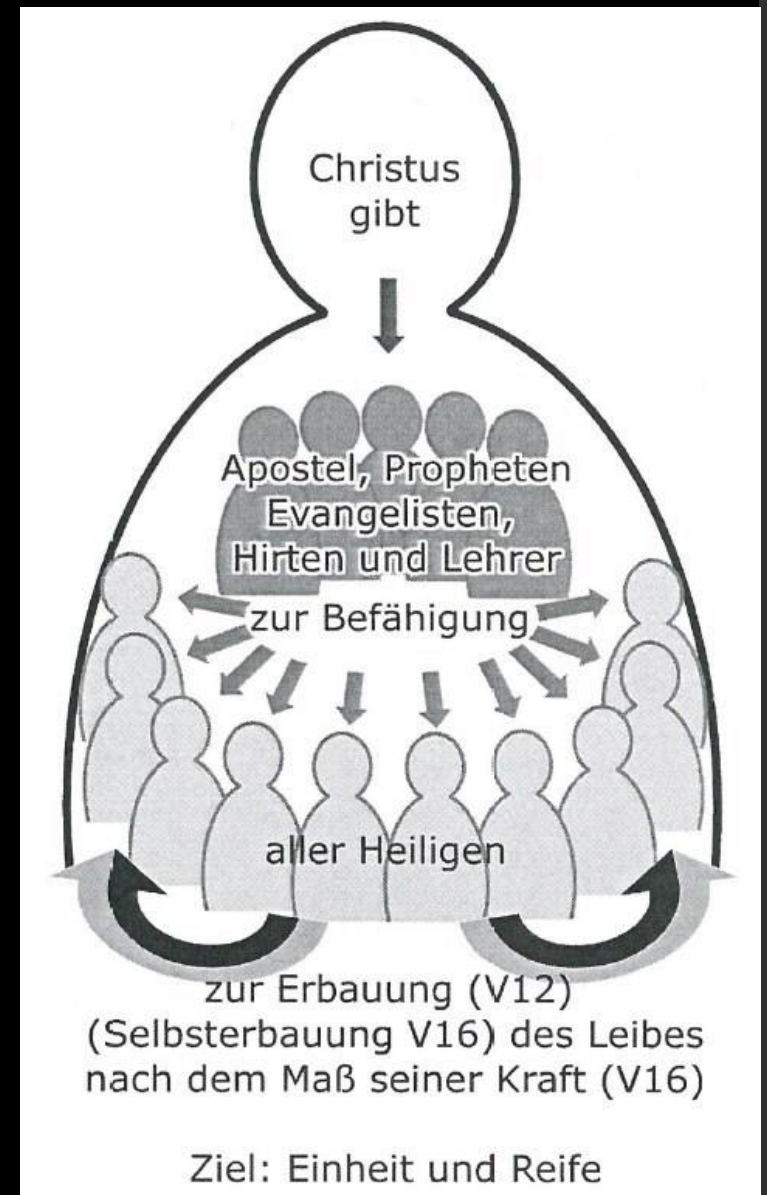 Christus
gibt
Apostel, Propheten
Evangelisten,
Hirten und Lehrer
zur Befähigung
aller Heiligen
zur Erbauung (V12)
(Selbsterbauung V16) des Leibes
nach dem Maß seiner Kraft (V16)
Ziel: Einheit und Reife